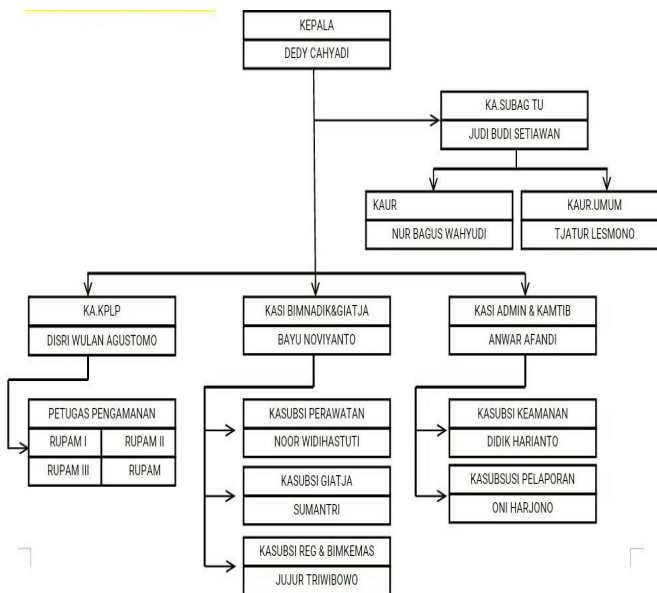 KEPALA
DEDY CAHYADI
KA.SUBAG TU
JUDI BUDI SETIAWAN
KAUR
NUR BAGUS WAHYUDI
KAUR.UMUM
TJATUR LESMONO
KA.KPLP
DISRI WULAN AGUSTOMO
KASI BIMNADIK&GIATJA
BAYU NOVIYANTO
KASI ADMIN & KAMTIB
ANWAR AFANDI
PETUGAS PENGAMANAN
RUPAM I RUPAM II
RUPAM III RUPAM
KASUBSI PERAWATAN
NOOR WIDIHASTUTI
KASUBSI GIATJA
SUMANTRI
KASUBSI REG & BIMKEMAS
JUJUR TRIWIBOWO
KASUBSI KEAMANAN
DIDIK HARIANTO
KASUBSUSI PELAPORAN
ONI HARJONO